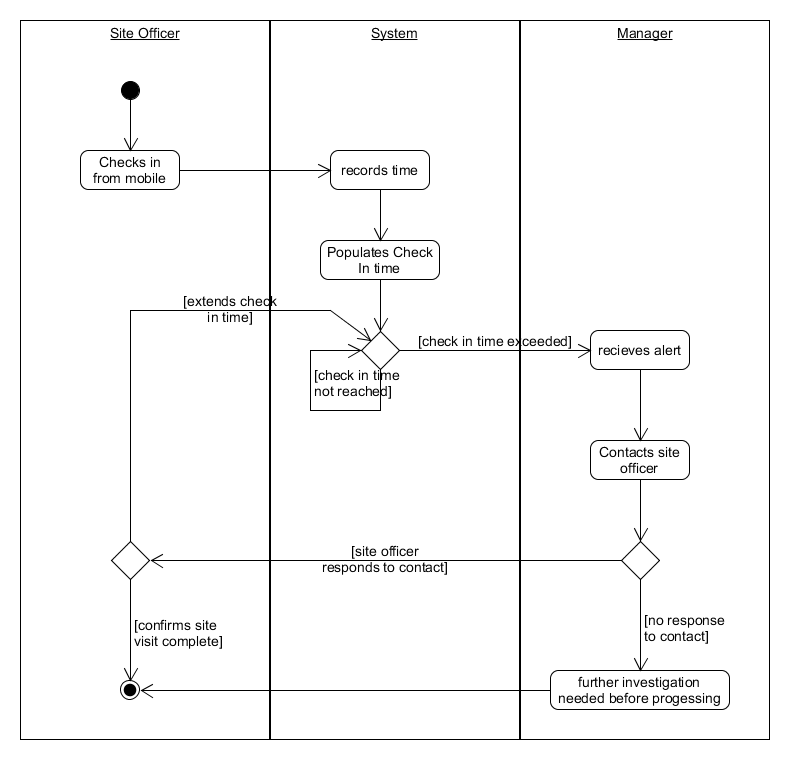 Site Officer
System
Manager
Checks in
from mobile
records time
Populates Check
In time
[extends check
in time]
[check in time exceeded]
recieves alert
[check in time
not reached]
Contacts site
officer
[site officer
responds to contact]
[confirms site
visit complete]
[no response
to contact]
further investigation
needed before progessing